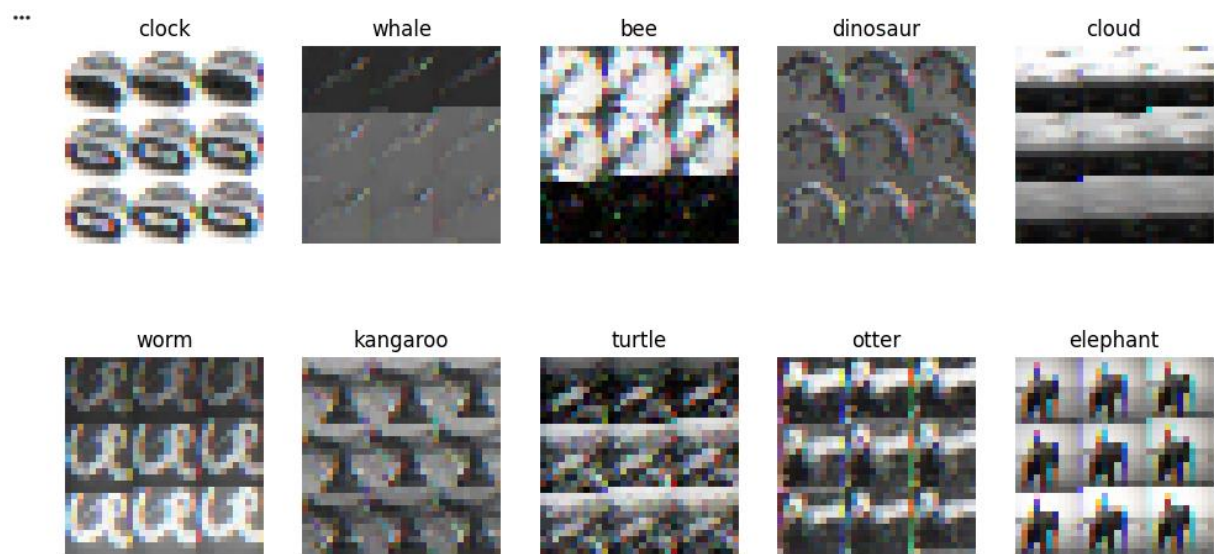 ...
clock whale bee dinosaur cloud
worm kangaroo turtle otter elephant